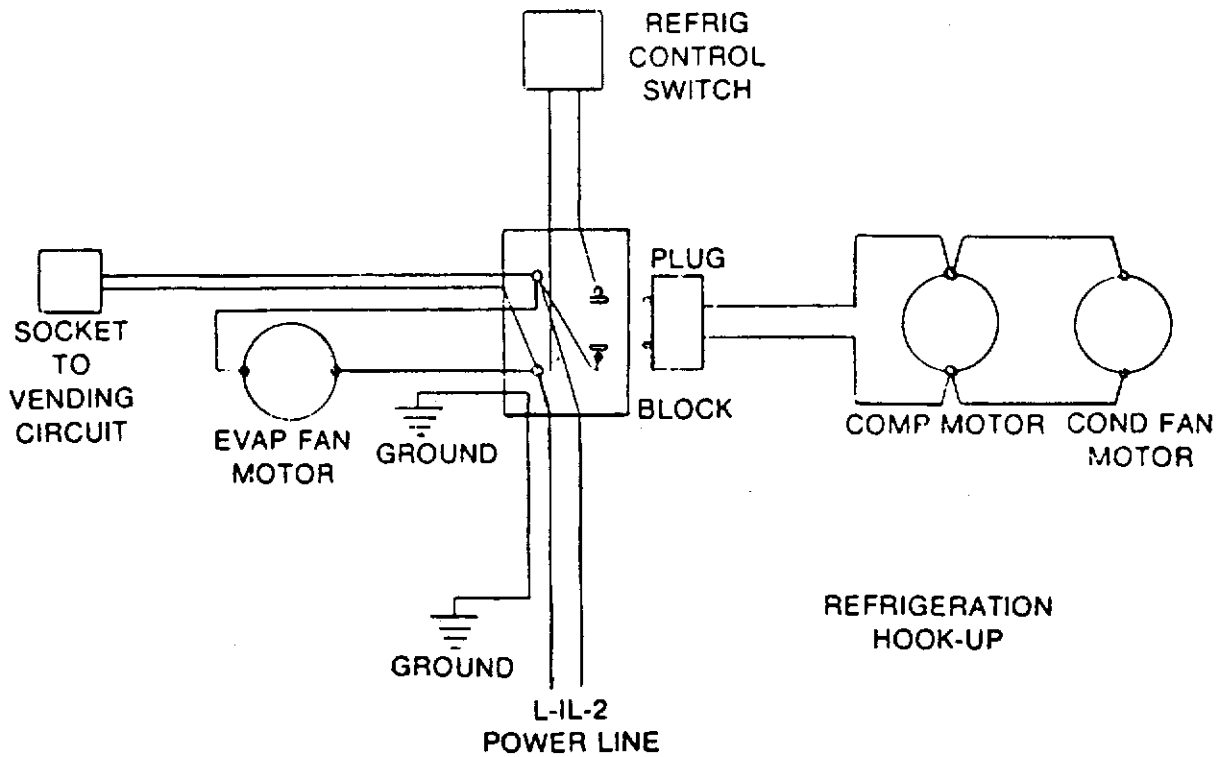 REFRIG
CONTROL
SWITCH
PLUG
SOCKET
TO
VENDING
CIRCUIT
EVAP FAN
MOTOR
GROUND
BLOCK
COMP MOTOR
COND FAN
MOTOR
GROUND
REFRIGERATION
HOOK-UP
L-IL-2
POWER LINE